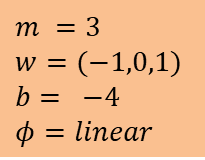 m = 3
w = (−1,0,1)
b = −4
ϕ = linear